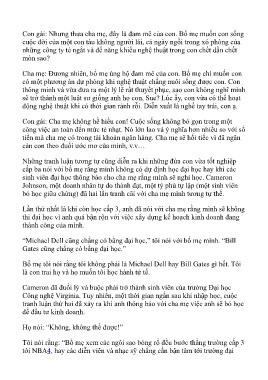 Con gái: Nhưng thưa cha mẹ, đây là đam mê của con. Bố mẹ muốn con sống
cuộc đời của một con tàu không người lái, cả ngày ngồi trong xó phòng của
những công ty tẻ ngắt và để năng khiếu nghệ thuật trong con chết dần chết
mòn sao?
Cha mẹ: Đương nhiên, bố mẹ ủng hộ đam mê của con. Bố mẹ chỉ muốn con
có một phương án dự phòng khi nghệ thuật chẳng nuôi sống được con. Con
thông minh và vừa đưa ra một lý lẽ rất thuyết phục, sao con không nghĩ mình
sẽ trở thành một luật sư giống anh họ con, Sue? Lúc ấy, con vừa có thể hoạt
động nghệ thuật khi có thời gian rảnh rỗi. Diễn xuất là nghề tay trái, con ạ.
Con gái: Cha mẹ không hề hiểu con! Cuộc sống không bó gọn trong một
công việc an toàn đến mức tẻ nhạt. Nó lớn lao và ý nghĩa hơn nhiều so với số
tiền mà cha mẹ có trong tài khoản ngân hàng. Cha mẹ sẽ hối tiếc vì đã ngăn
cản con theo đuổi ước mơ của mình, v.v…
Những tranh luận tương tự cũng diễn ra khi những đứa con vừa tốt nghiệp
cấp ba nói với bố mẹ rằng mình không có dự định học đại học hay khi các
sinh viên đại học thông báo cho cha mẹ rằng mình sẽ nghỉ học. Cameron
Johnson, một doanh nhân tự do thành đạt, một tỷ phú tự lập (một sinh viên
bỏ học giữa chừng) đã hai lần tranh cãi với cha mẹ mình tương tự thế.
Lần thứ nhất là khi còn học cấp 3, anh đã nói với cha mẹ rằng mình sẽ không
thi đại học vì anh quá bận rộn với việc xây dựng kế hoạch kinh doanh đang
thành công của mình.
“Michael Dell cũng chẳng có bằng đại học,” tôi nói với bố mẹ mình. “Bill
Gates cũng chẳng có bằng đại học.”
Bố mẹ tôi nói rằng tôi không phải là Michael Dell hay Bill Gates gì hết. Tôi
là con trai họ và họ muốn tôi học hành tử tế.
Cameron đã đuối lý và buộc phải trở thành sinh viên của trường Đại học
Công nghệ Virginia. Tuy nhiên, một thời gian ngắn sau khi nhập học, cuộc
tranh luận thứ hai đã xảy ra khi anh thông báo với cha mẹ việc anh sẽ bỏ học
để đầu tư kinh doanh.
Họ nói: “Không, không thể được!”
Tôi nói rằng: “Bố mẹ xem các ngôi sao bóng rổ đều bước thẳng trường cấp 3
tới NBA4, hay các diễn viên và nhạc sỹ chẳng cần bận tâm tới trường đại